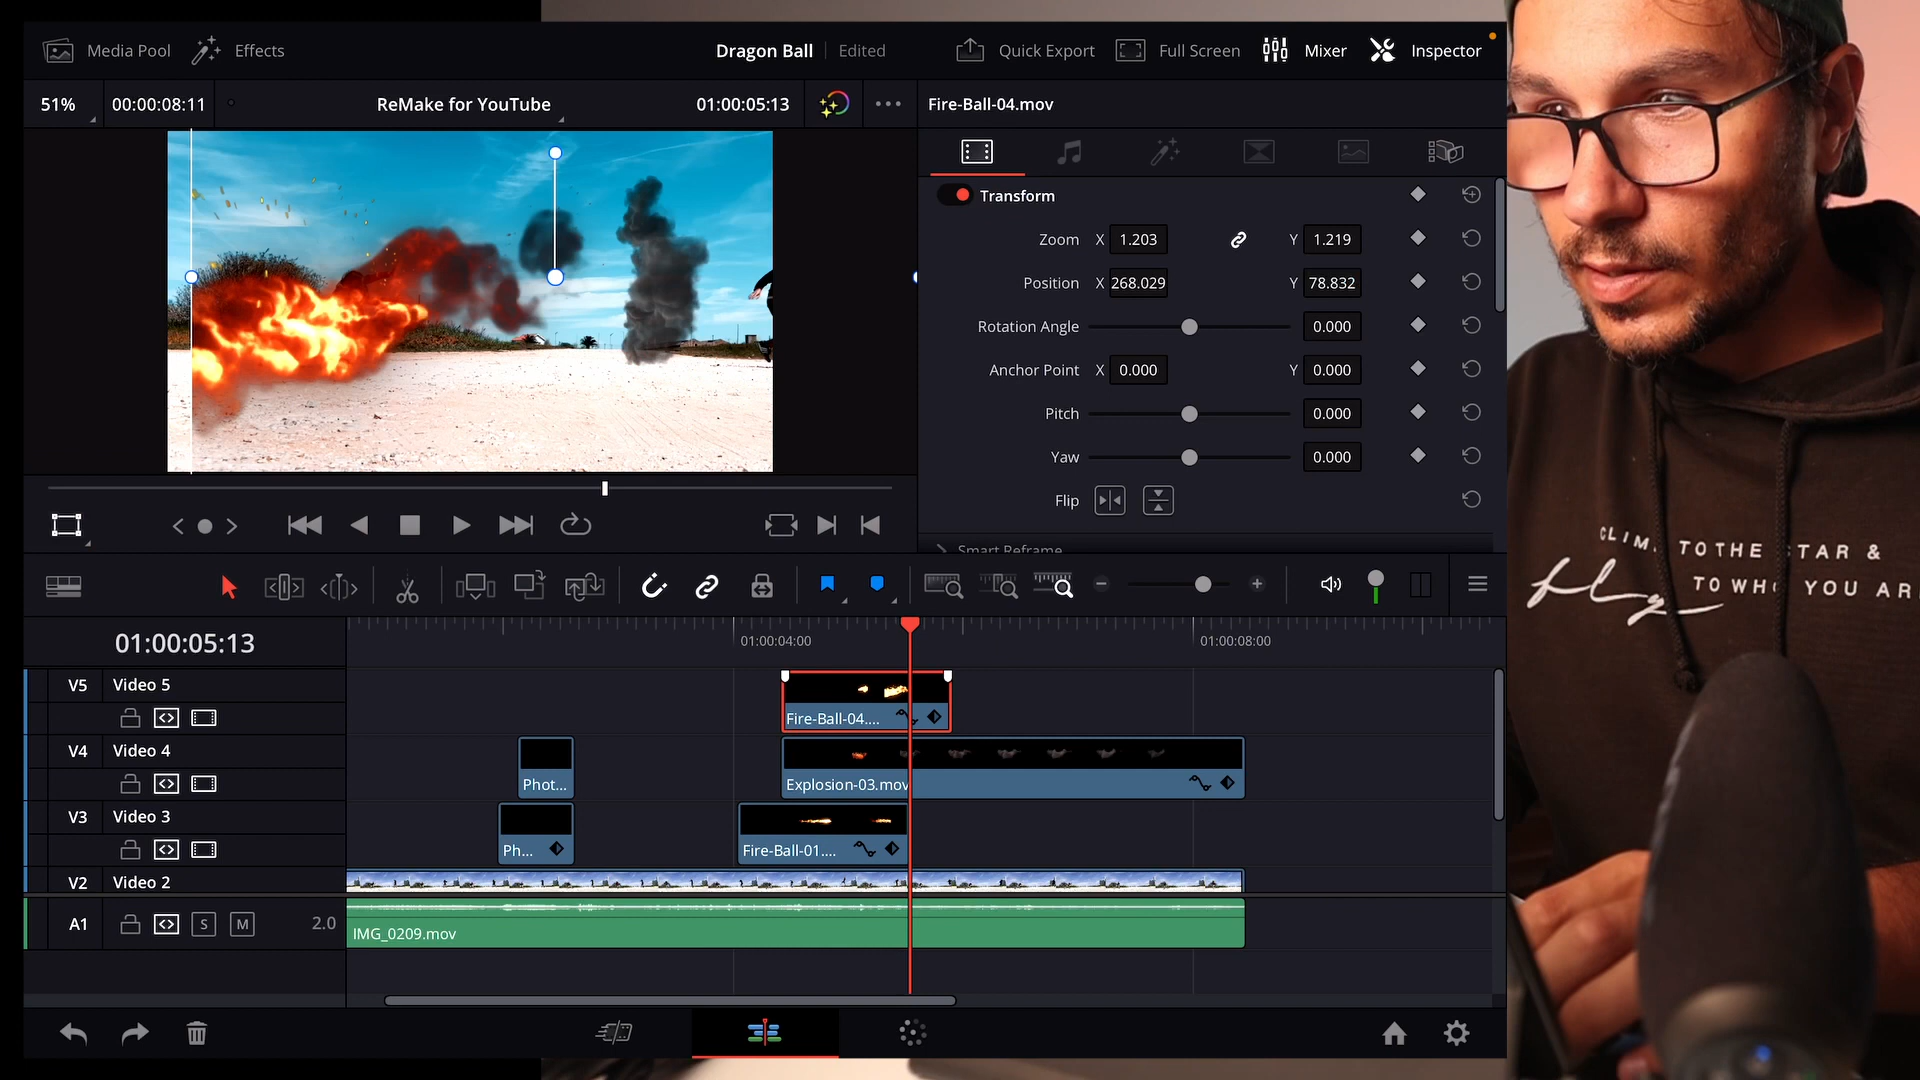 Media Pool
Effects
Dragon Ball
Edited
Quick Export
Full Screen
Mixer
Inspector
51%
00:00:08:11
ReMake for YouTube
01:00:05:13
Fire-Ball-04.mov
Transform
Zoom X 1.203 Y 1.219
Position X 268.029 Y 78.832
Rotation Angle 0.000
Anchor Point X 0.000 Y 0.000
Pitch 0.000
Yaw 0.000
Flip
Smart Reframe
01:00:05:13
01:00:04:00
01:00:08:00
V5 Video 5
Fire-Ball-04....
V4 Video 4
Phot...
Explosion-03.mov
V3 Video 3
Ph...
Fire-Ball-01....
V2 Video 2
A1 S M 2.0
IMG_0209.mov
TO THE TAR &
TO YOU AR